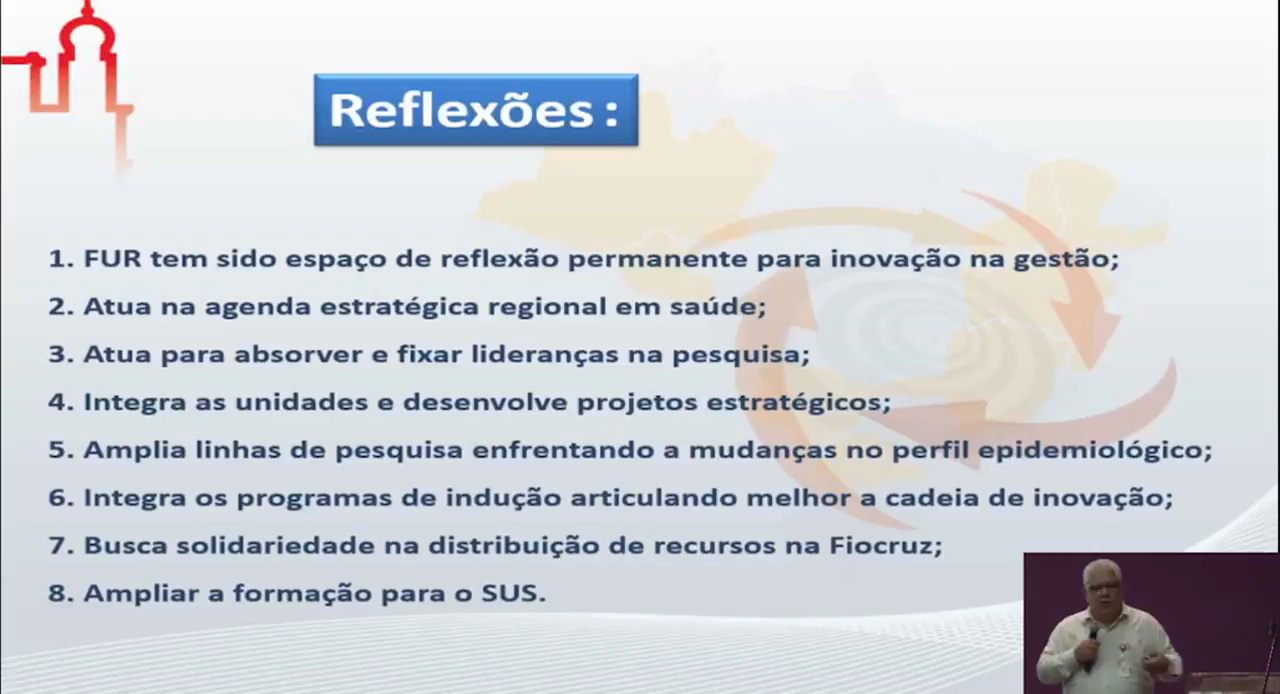 Reflexões :
1. FUR tem sido espaço de reflexão permanente para inovação na gestão;
2. Atua na agenda estratégica regional em saúde;
3. Atua para absorver e fixar lideranças na pesquisa;
4. Integra as unidades e desenvolve projetos estratégicos;
5. Amplia linhas de pesquisa enfrentando a mudanças no perfil epidemiológico;
6. Integra os programas de indução articulando melhor a cadeia de inovação;
7. Busca solidariedade na distribuição de recursos na Fiocruz;
8. Ampliar a formação para o SUS.